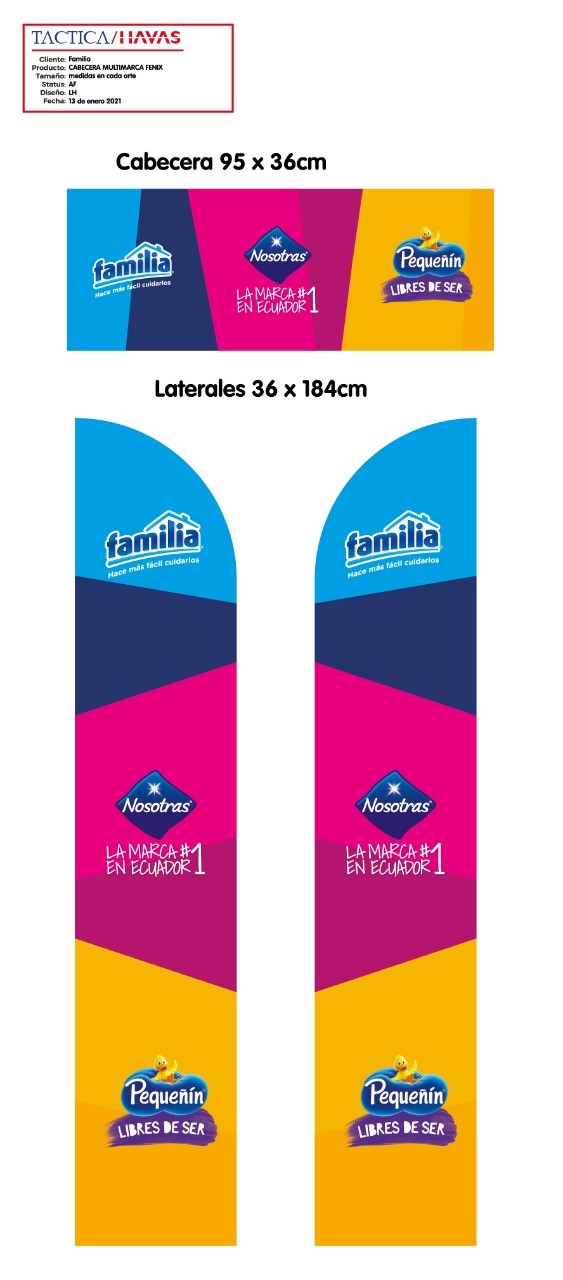 TACTICA/HAVAS
Cliente: Familia
Producto: CABECERA MULTIMARCA FENIX
Tamaño: medidas en cada arte
Status: AF
Diseño: LH
Fecha: 13 de enero 2021
Cabecera 95 x 36cm
familia
Hace más fácil cuidarlos
Nosotras
LA MARCA #1
EN ECUADOR
Pequeñín
LIBRES DE SER
Laterales 36 x 184cm
familia
Hace más fácil cuidarlos
Nosotras
LA MARCA #1
EN ECUADOR
Pequeñín
LIBRES DE SER
familia
Hace más fácil cuidarlos
Nosotras
LA MARCA #1
EN ECUADOR
Pequeñín
LIBRES DE SER